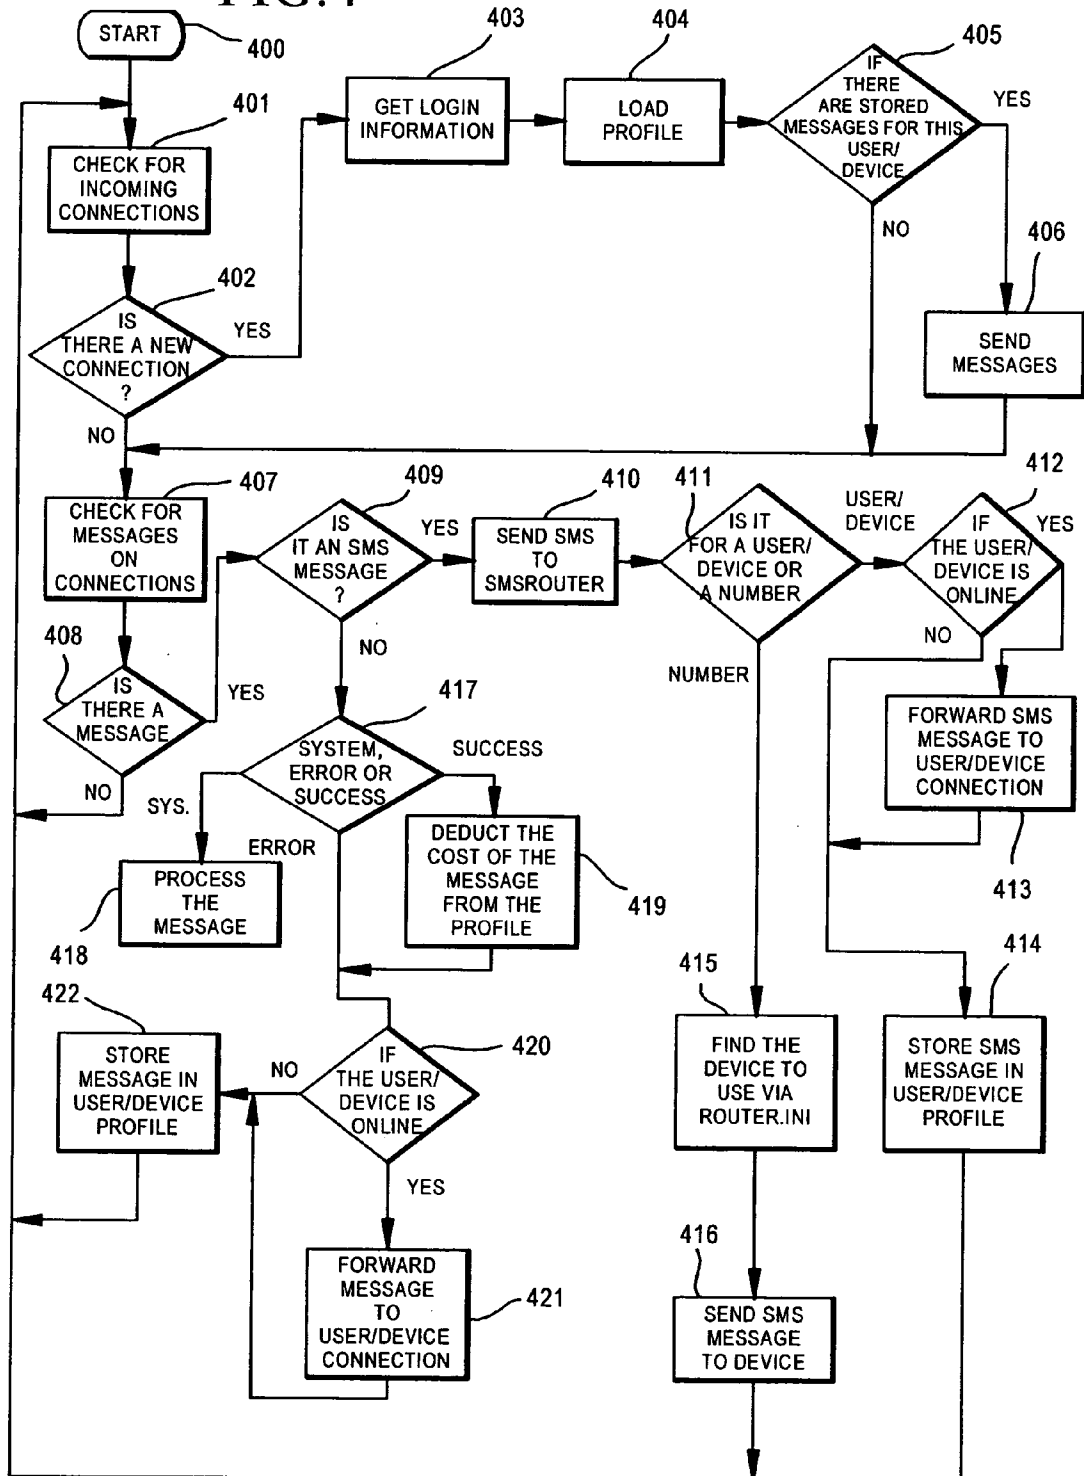 FIG. 4
START
400
401
CHECK FOR
INCOMING
CONNECTIONS
402
IS
THERE A NEW
CONNECTION
?
YES
NO
403
GET LOGIN
INFORMATION
404
LOAD
PROFILE
405
IF
THERE
ARE STORED
MESSAGES FOR THIS
USER/
DEVICE
YES
NO
406
SEND
MESSAGES
407
CHECK FOR
MESSAGES
ON
CONNECTIONS
408
IS
THERE A
MESSAGE
YES
NO
409
IS
IT AN SMS
MESSAGE
?
YES
NO
410
SEND SMS
TO
SMSROUTER
411
IS IT
FOR A USER/
DEVICE OR
A NUMBER
USER/
DEVICE
NUMBER
412
IF
THE USER/
DEVICE IS
ONLINE
YES
NO
FORWARD SMS
MESSAGE TO
USER/DEVICE
CONNECTION
413
414
STORE SMS
MESSAGE IN
USER/DEVICE
PROFILE
415
FIND THE
DEVICE TO
USE VIA
ROUTER.INI
416
SEND SMS
MESSAGE
TO DEVICE
417
SYSTEM,
ERROR OR
SUCCESS
SUCCESS
SYS.
ERROR
PROCESS
THE
MESSAGE
418
DEDUCT THE
COST OF THE
MESSAGE
FROM THE
PROFILE
419
420
IF
THE USER/
DEVICE IS
ONLINE
NO
YES
FORWARD
MESSAGE
TO
USER/DEVICE
CONNECTION
421
422
STORE
MESSAGE IN
USER/DEVICE
PROFILE